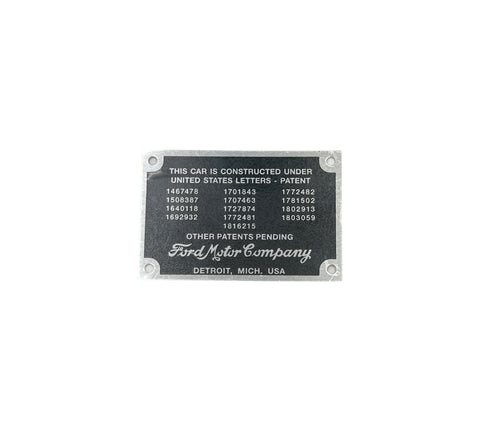 THIS CAR IS CONSTRUCTED UNDER
UNITED STATES LETTERS - PATENT
1467478 1701843 1772482
1508387 1707463 1781502
1640118 1727874 1802913
1692932 1772481 1803059
1816215
OTHER PATENTS PENDING
Ford Motor Company
DETROIT, MICH. USA